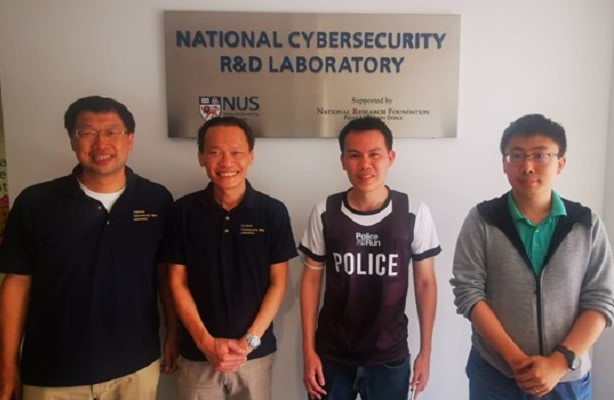 NATIONAL CYBERSECURITY
R&D LABORATORY
NUS
Supported by
NATIONAL RESEARCH FOUNDATION
Police
Run
POLICE